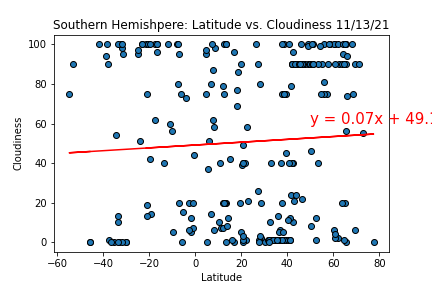 Southern Hemishpere: Latitude vs. Cloudiness 11/13/21
100
80
60
40
20
0
Cloudiness
y = 0.07x + 49.
−60 −40 −20 0 20 40 60 80
Latitude